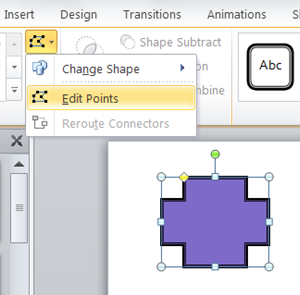 Insert Design Transitions Animations
Shape Subtract
Change Shape
Edit Points
Reroute Connectors
Abc